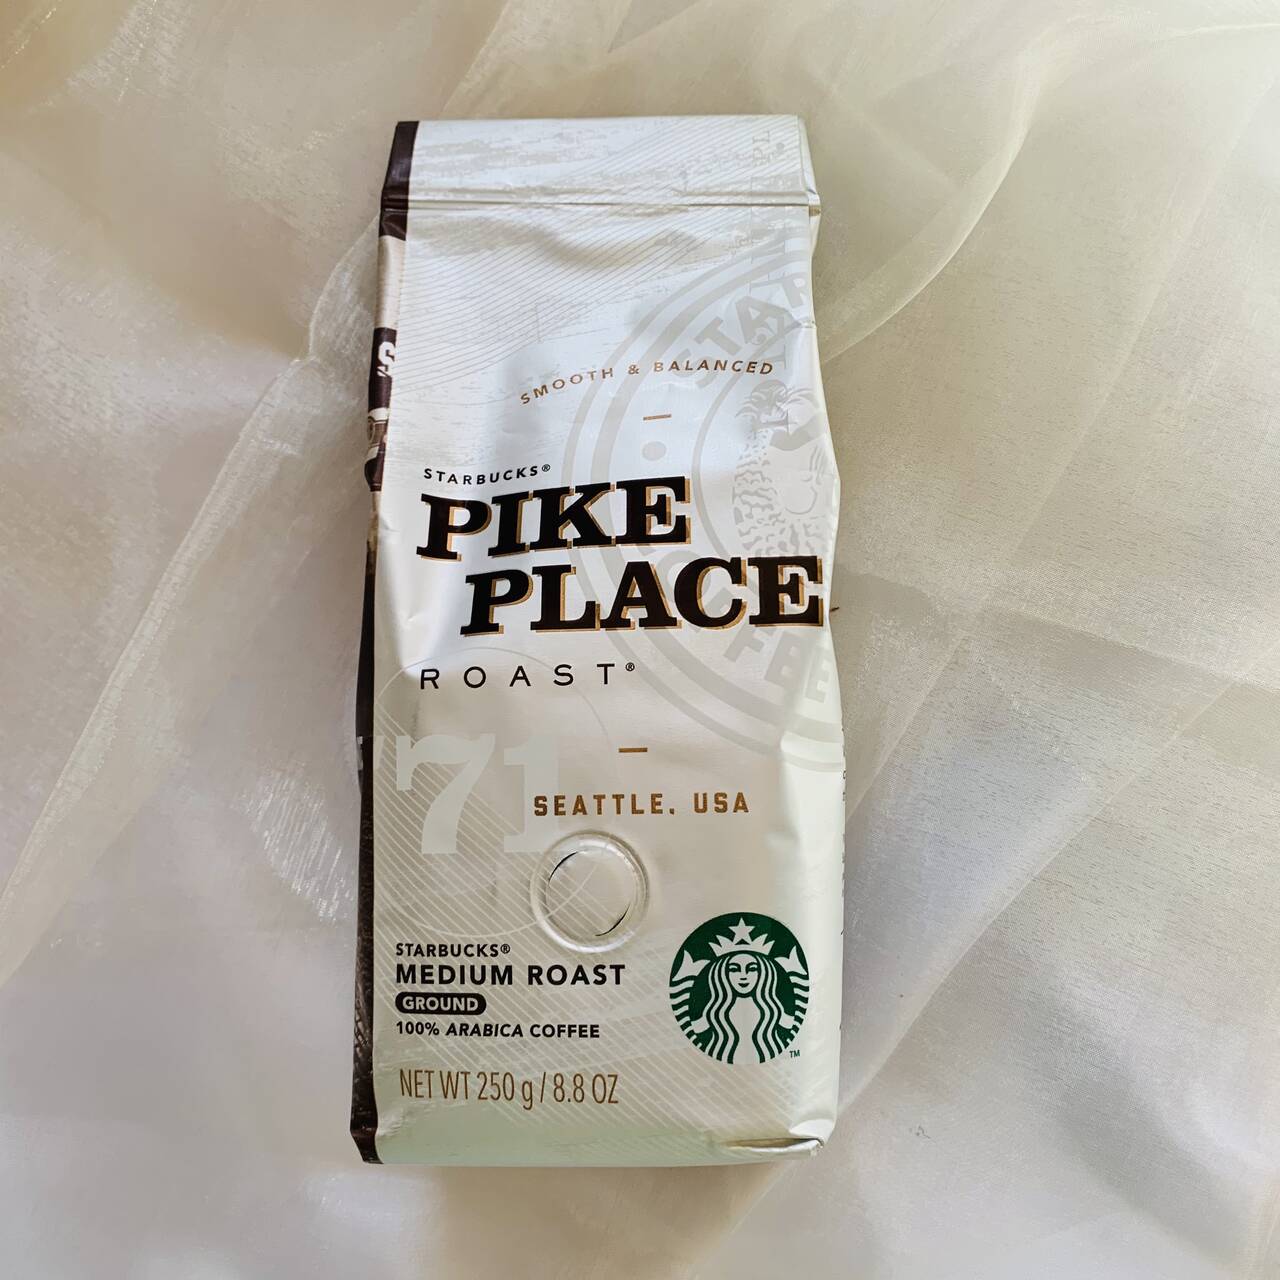 SMOOTH & BALANCED
STARBUCKS®
PIKE
PLACE
ROAST®
71
SEATTLE, USA
STARBUCKS®
MEDIUM ROAST
GROUND
100% ARABICA COFFEE
TM
NET WT 250 g / 8.8 OZ